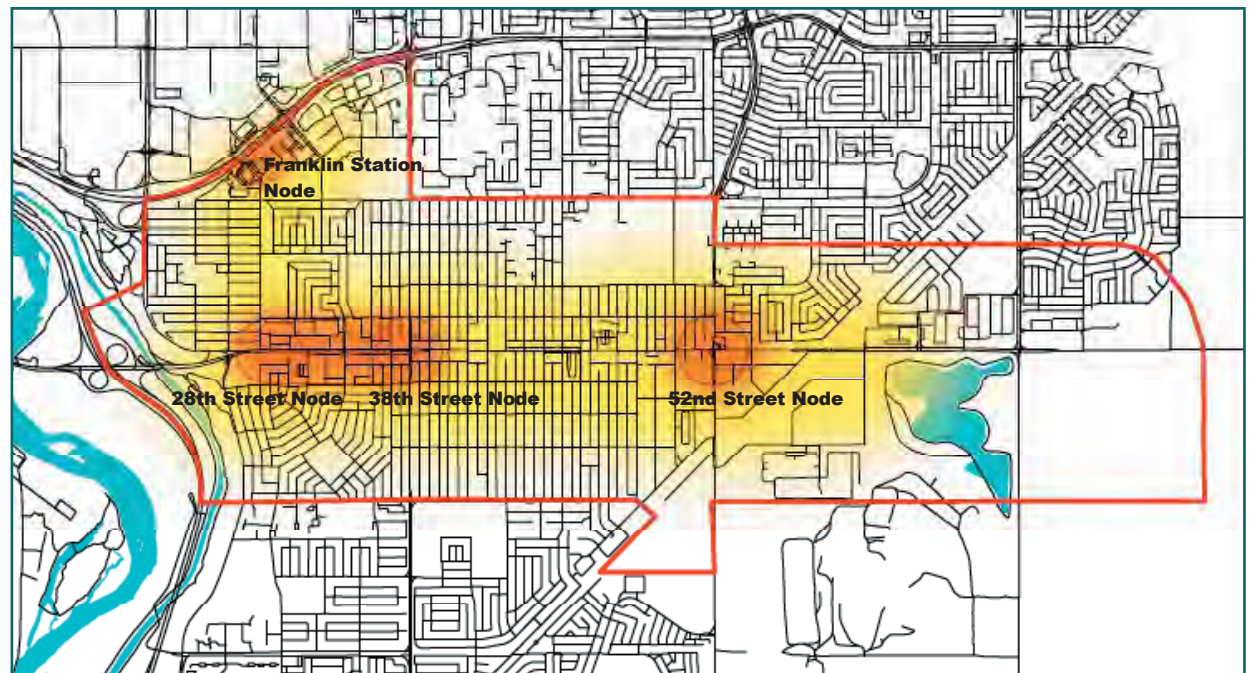 Franklin Station
Node
28th Street Node
38th Street Node
52nd Street Node